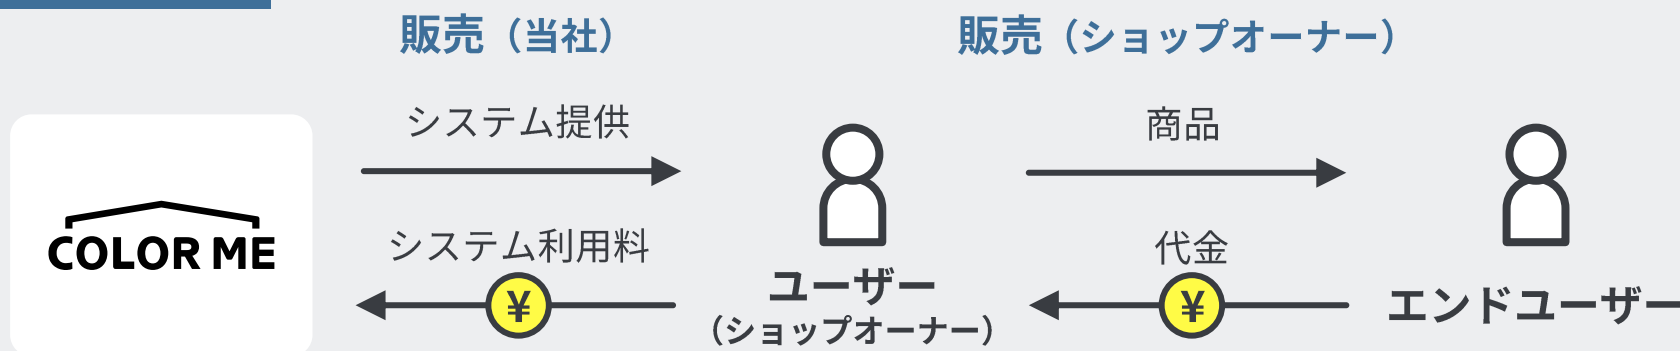 販売（当社）
販売（ショップオーナー）
システム提供
商品
COLOR ME
システム利用料
代金
¥
¥
ユーザー
（ショップオーナー）
エンドユーザー